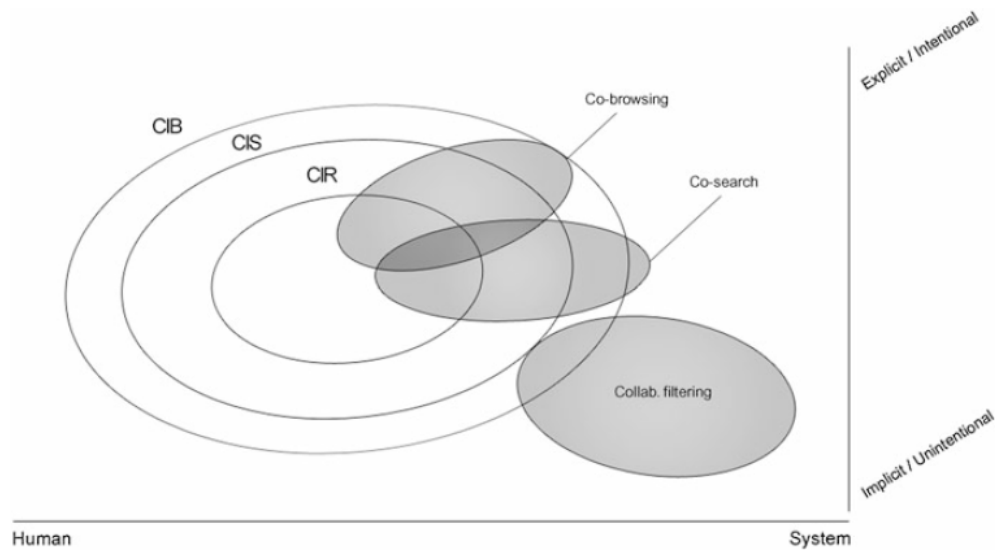 Explicit / Intentional
Co-browsing
CIB
CIS
CIR
Co-search
Collab. filtering
Implicit / Unintentional
Human
System